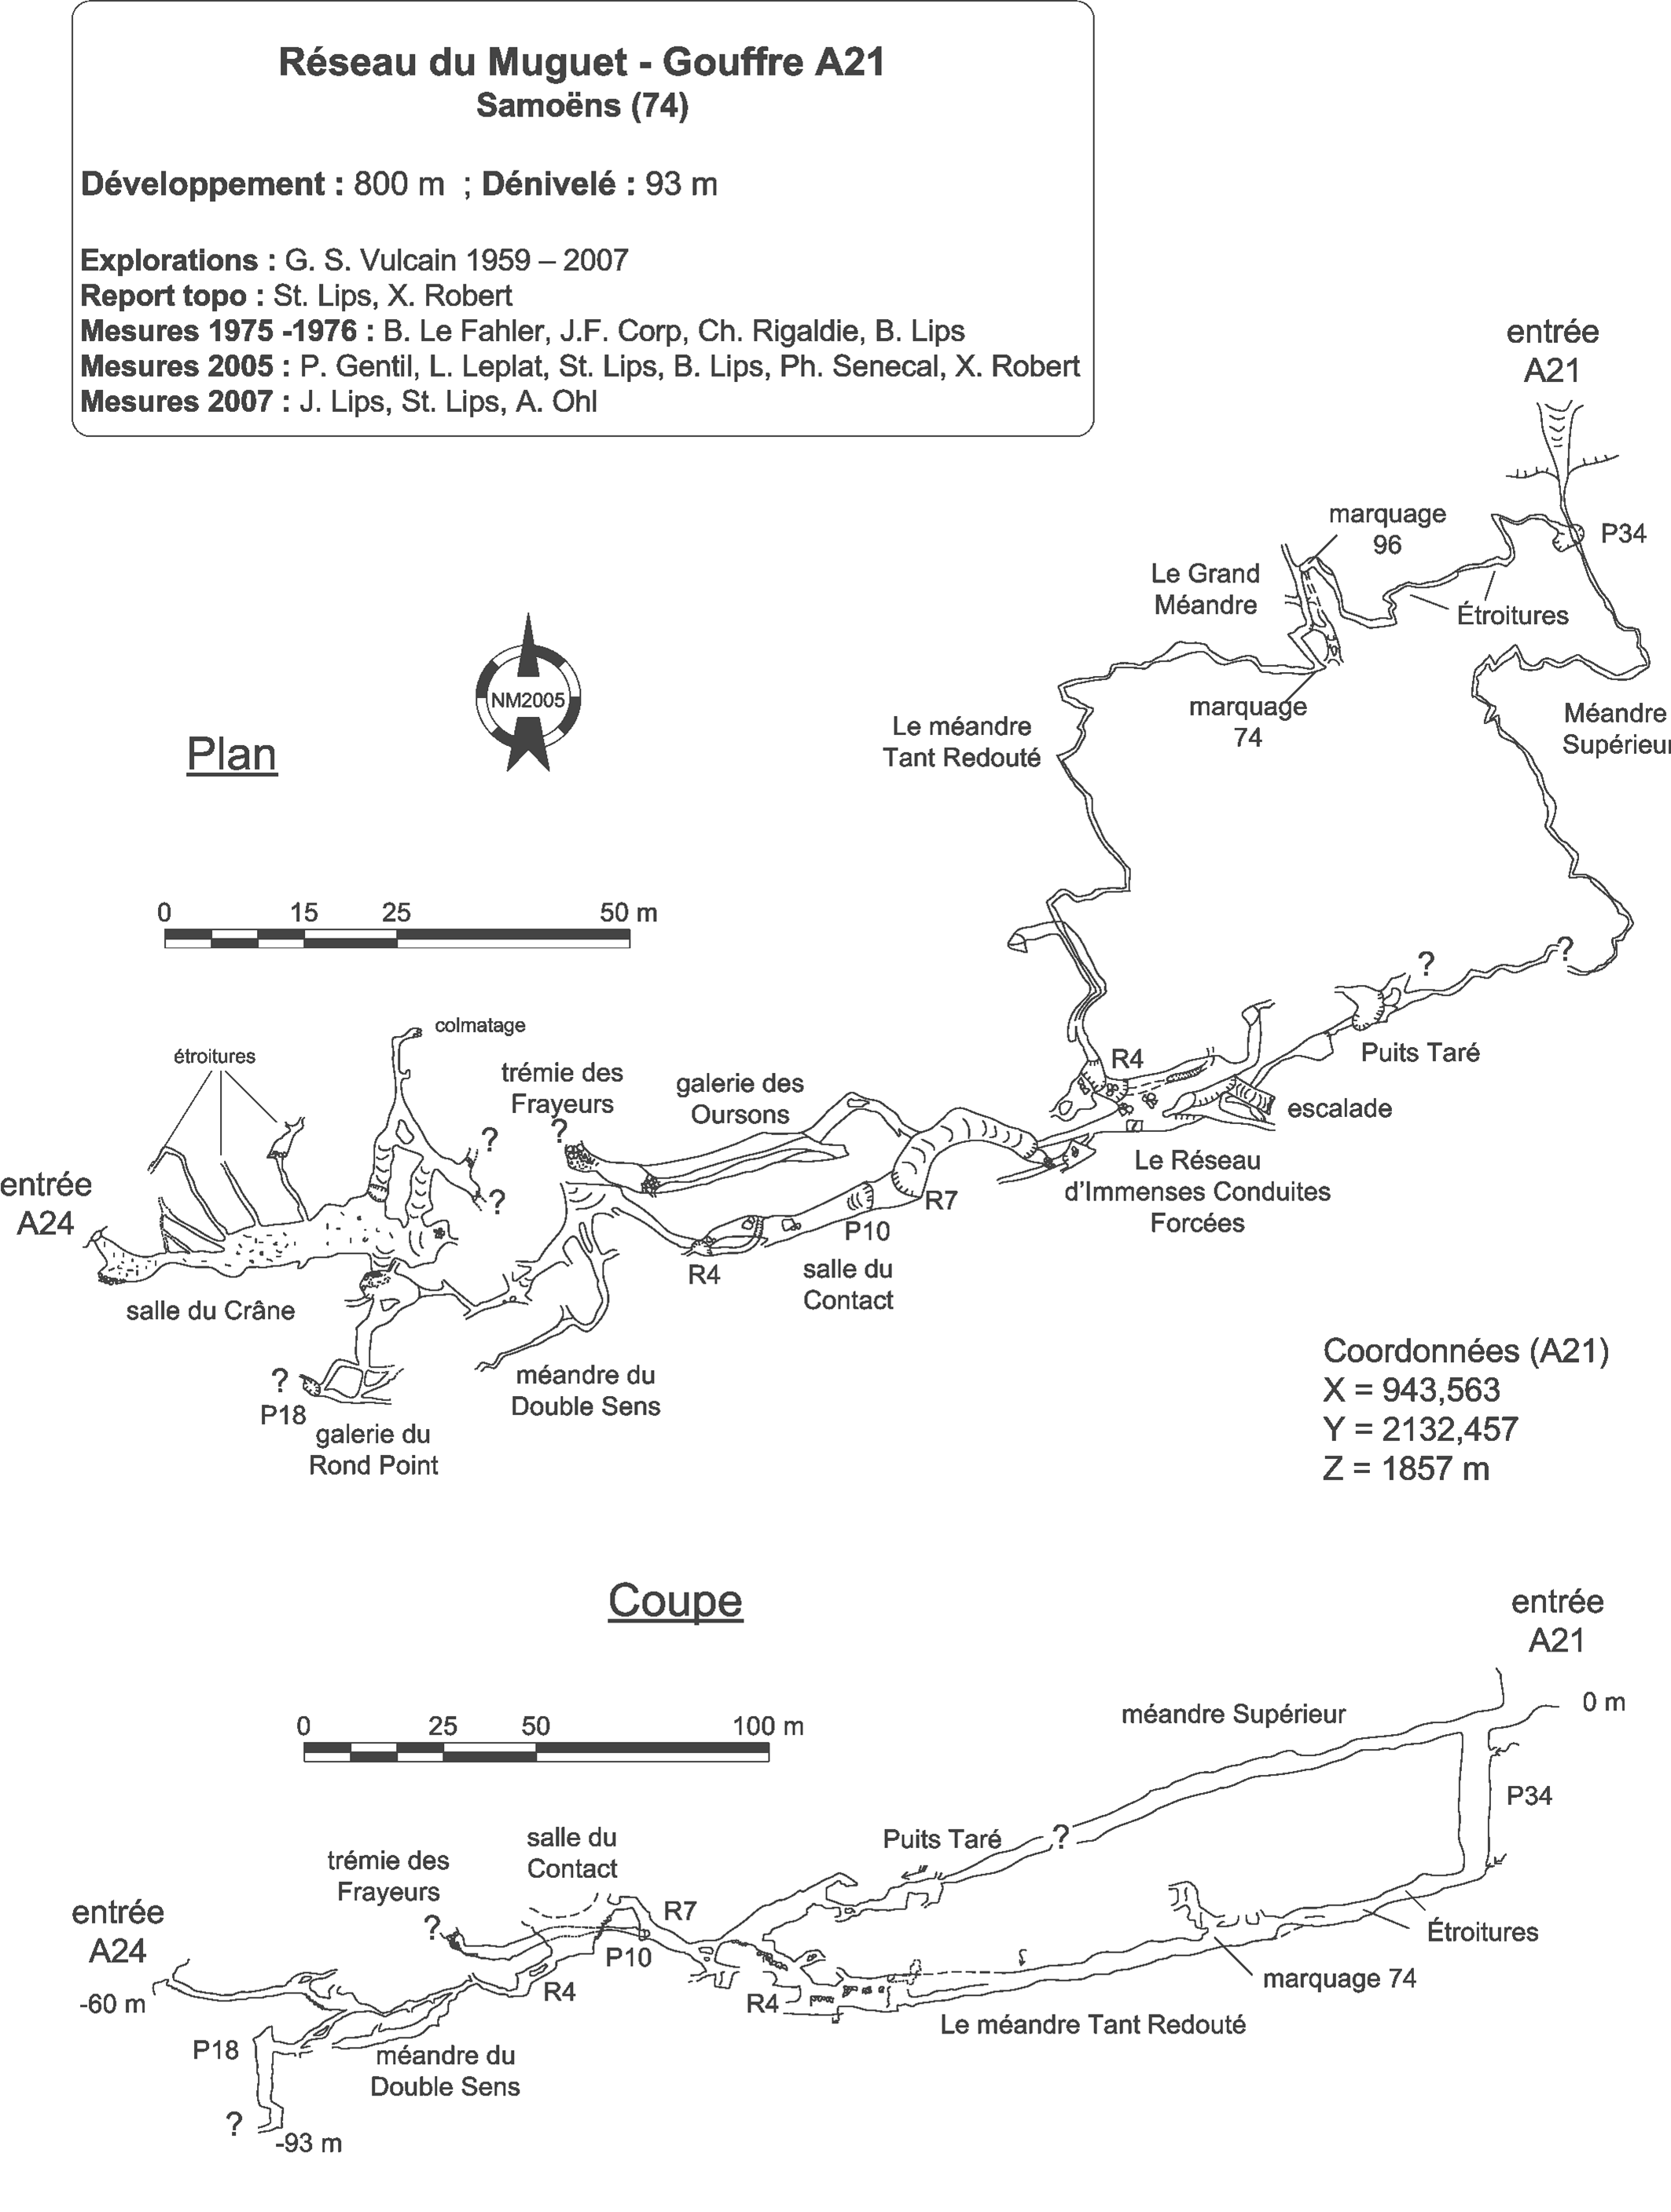 Réseau du Muguet - Gouffre A21
Samoëns (74)
Développement : 800 m ; Dénivelé : 93 m
Explorations : G. S. Vulcain 1959 – 2007
Report topo : St. Lips, X. Robert
Mesures 1975 -1976 : B. Le Fahler, J.F. Corp, Ch. Rigaldie, B. Lips
Mesures 2005 : P. Gentil, L. Leplat, St. Lips, B. Lips, Ph. Senecal, X. Robert
Mesures 2007 : J. Lips, St. Lips, A. Ohl
entrée
A21
P34
marquage
96
Le Grand
Méandre
Étroitures
marquage
74
Le méandre
Tant Redouté
Méandre
Supérieur
NM2005
Plan
0 15 25 50 m
?
?
Puits Taré
R4
escalade
Le Réseau
d'Immenses Conduites
Forcées
colmatage
étroitures
trémie des
Frayeurs
?
galerie des
Oursons
?
?
entrée
A24
R7
P10
R4
salle du
Contact
salle du Crâne
méandre du
Double Sens
?
P18
galerie du
Rond Point
Coordonnées (A21)
X = 943,563
Y = 2132,457
Z = 1857 m
Coupe
entrée
A21
0 m
0 25 50 100 m
méandre Supérieur
P34
Puits Taré
?
salle du
Contact
trémie des
Frayeurs
?
R7
P10
entrée
A24
-60 m
R4
R4
Étroitures
marquage 74
Le méandre Tant Redouté
P18
méandre du
Double Sens
?
-93 m